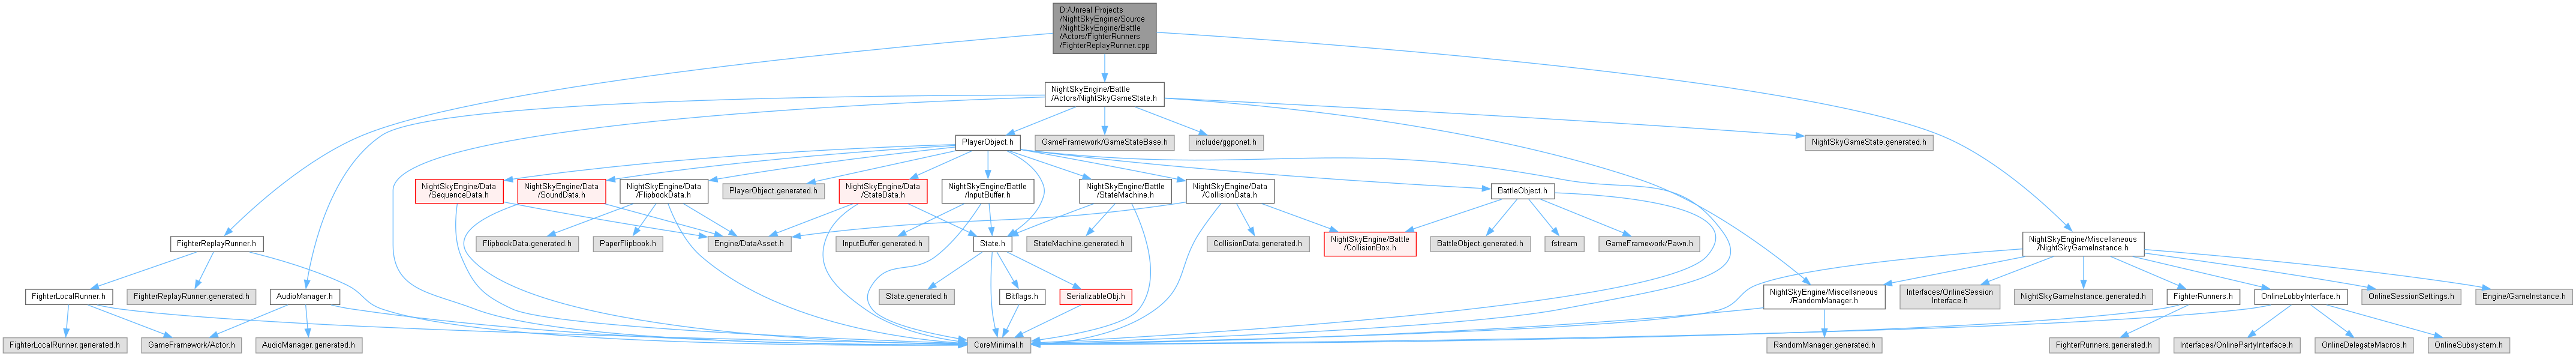 D:/Unreal Projects
/NightSkyEngine/Source
/NightSkyEngine/Battle
/Actors/FighterRunners
/FighterReplayRunner.cpp
NightSkyEngine/Battle
/Actors/NightSkyGameState.h
PlayerObject.h
GameFramework/GameStateBase.h
include/ggponet.h
NightSkyGameState.generated.h
NightSkyEngine/Data
/SequenceData.h
NightSkyEngine/Data
/SoundData.h
NightSkyEngine/Data
/FlipbookData.h
PlayerObject.generated.h
NightSkyEngine/Data
/StateData.h
NightSkyEngine/Battle
/InputBuffer.h
NightSkyEngine/Battle
/StateMachine.h
NightSkyEngine/Data
/CollisionData.h
BattleObject.h
FighterReplayRunner.h
FlipbookData.generated.h
PaperFlipbook.h
Engine/DataAsset.h
InputBuffer.generated.h
State.h
StateMachine.generated.h
CollisionData.generated.h
NightSkyEngine/Battle
/CollisionBox.h
BattleObject.generated.h
fstream
GameFramework/Pawn.h
NightSkyEngine/Miscellaneous
/NightSkyGameInstance.h
FighterLocalRunner.h
FighterReplayRunner.generated.h
AudioManager.h
State.generated.h
Bitflags.h
SerializableObj.h
NightSkyEngine/Miscellaneous
/RandomManager.h
Interfaces/OnlineSession
Interface.h
NightSkyGameInstance.generated.h
FighterRunners.h
OnlineLobbyInterface.h
OnlineSessionSettings.h
Engine/GameInstance.h
FighterLocalRunner.generated.h
GameFramework/Actor.h
AudioManager.generated.h
CoreMinimal.h
RandomManager.generated.h
FighterRunners.generated.h
Interfaces/OnlinePartyInterface.h
OnlineDelegateMacros.h
OnlineSubsystem.h